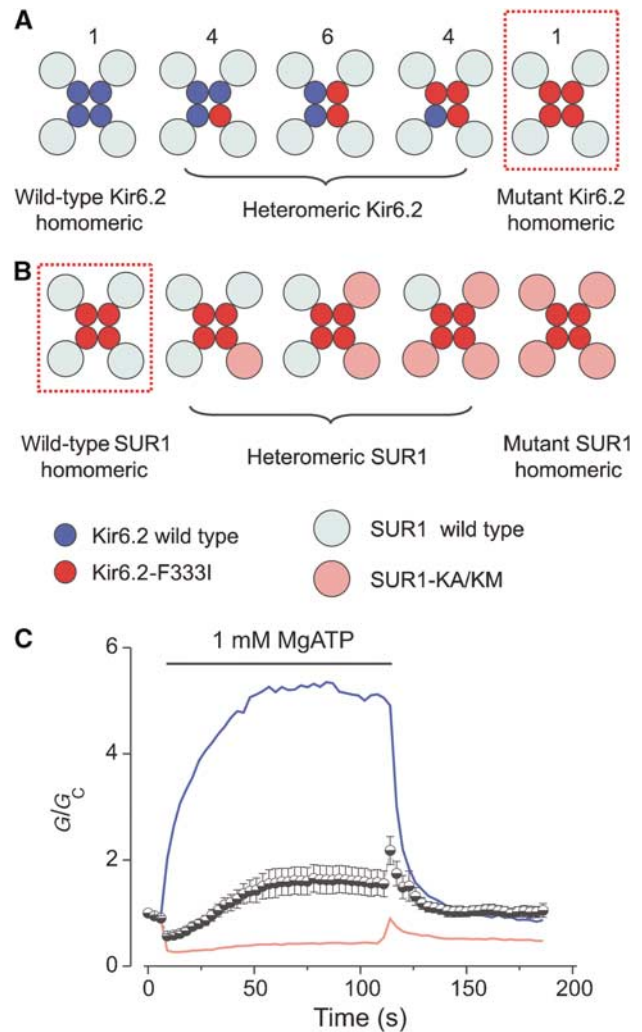 A
1 4 6 4 1
Wild-type Kir6.2
homomeric
Heteromeric Kir6.2
Mutant Kir6.2
homomeric
B
Wild-type SUR1
homomeric
Heteromeric SUR1
Mutant SUR1
homomeric
Kir6.2 wild type
SUR1 wild type
Kir6.2-F333I
SUR1-KA/KM
C
1 mM MgATP
6
4
2
0
G/GC
0 50 100 150 200
Time (s)